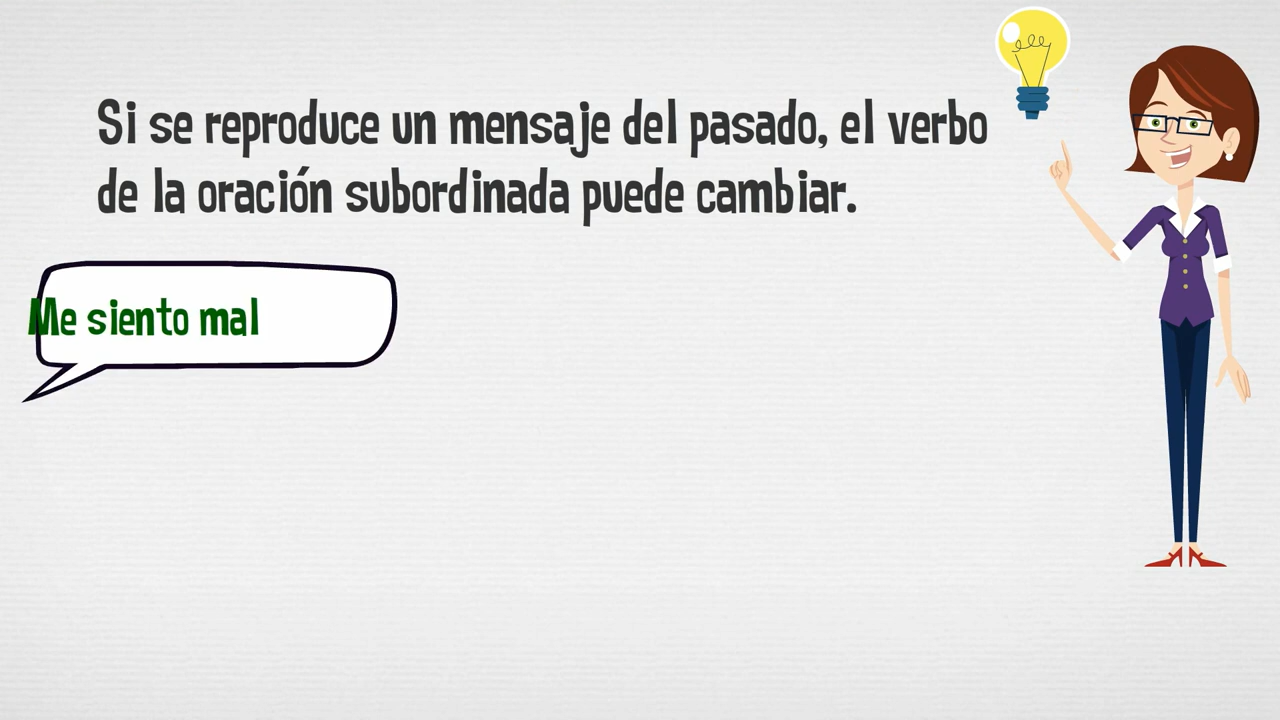 Si se reproduce un mensaje del pasado, el verbo
de la oración subordinada puede cambiar.
Me siento mal